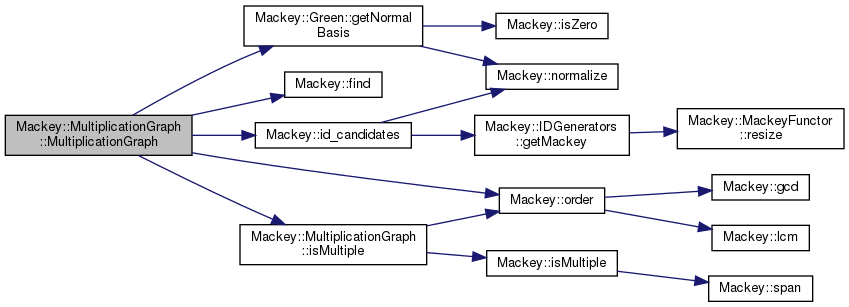 Mackey::MultiplicationGraph
::MultiplicationGraph
Mackey::Green::getNormal
Basis
Mackey::find
Mackey::id_candidates
Mackey::MultiplicationGraph
::isMultiple
Mackey::isZero
Mackey::normalize
Mackey::IDGenerators
::getMackey
Mackey::order
Mackey::isMultiple
Mackey::MackeyFunctor
::resize
Mackey::gcd
Mackey::lcm
Mackey::span